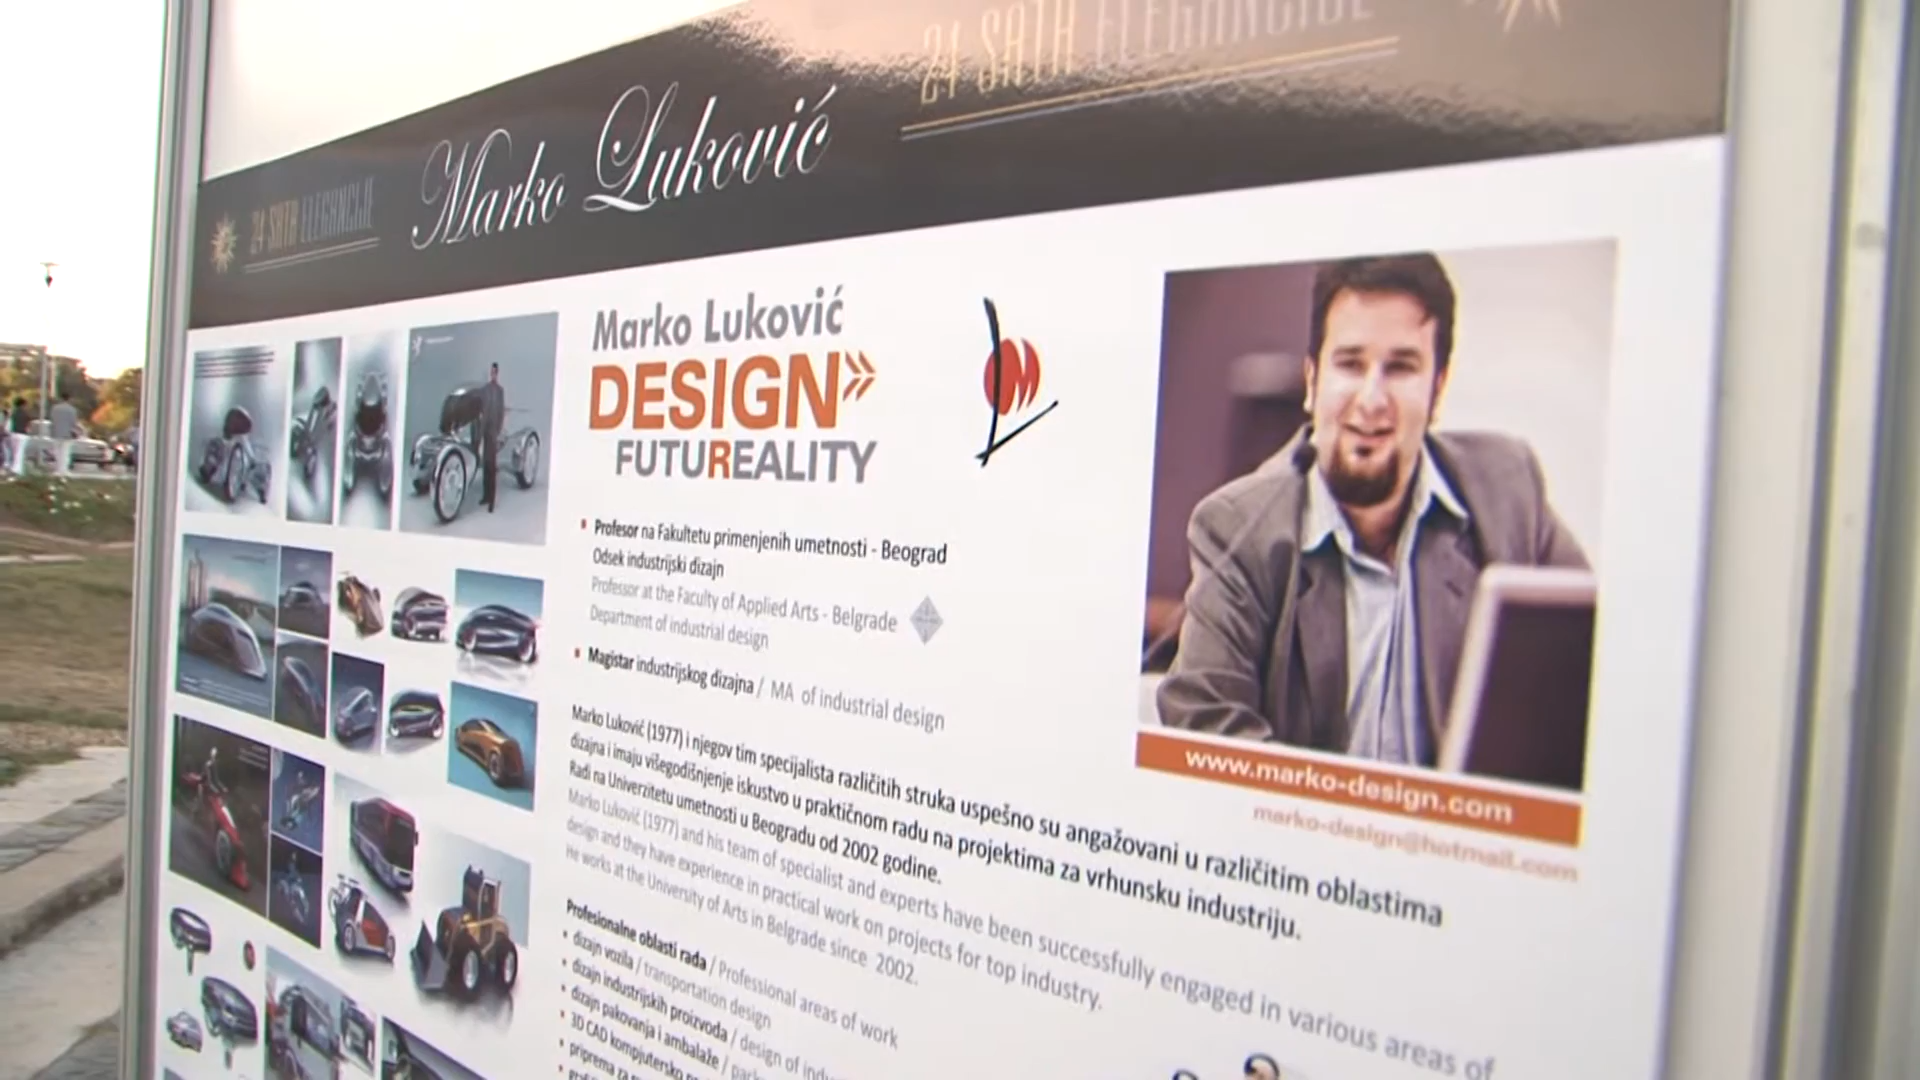 24 SATA ELEGANCIJE
24 SATA ELEGANCIJE
Marko Luković
Marko Luković
DESIGN»
FUTUREALITY
LM
• Profesor na Fakultetu primenjenih umetnosti - Beograd
Odsek industrijski dizajn
Professor at the Faculty of Applied Arts - Belgrade
Department of industrial design
• Magistar industrijskog dizajna / MA of industrial design
www.marko-design.com
marko-design@hotmail.com
Marko Luković (1977) i njegov tim specijalista različitih struka uspešno su angažovani u različitim oblastima
dizajna i imaju višegodišnjenje iskustvo u praktičnom radu na projektima za vrhunsku industriju.
Radi na Univerzitetu umetnosti u Beogradu od 2002 godine.
Marko Luković (1977) and his team of specialist and experts have been successfully engaged in various areas of
design and they have experience in practical work on projects for top industry.
He works at the University of Arts in Belgrade since 2002.
Profesionalne oblasti rada / Professional areas of work
• dizajn vozila / transportation design
• dizajn industrijskih proizvoda / design of
• dizajn pakovanja i ambalaže /
• 3D CAD kompjutersko
• priprema za